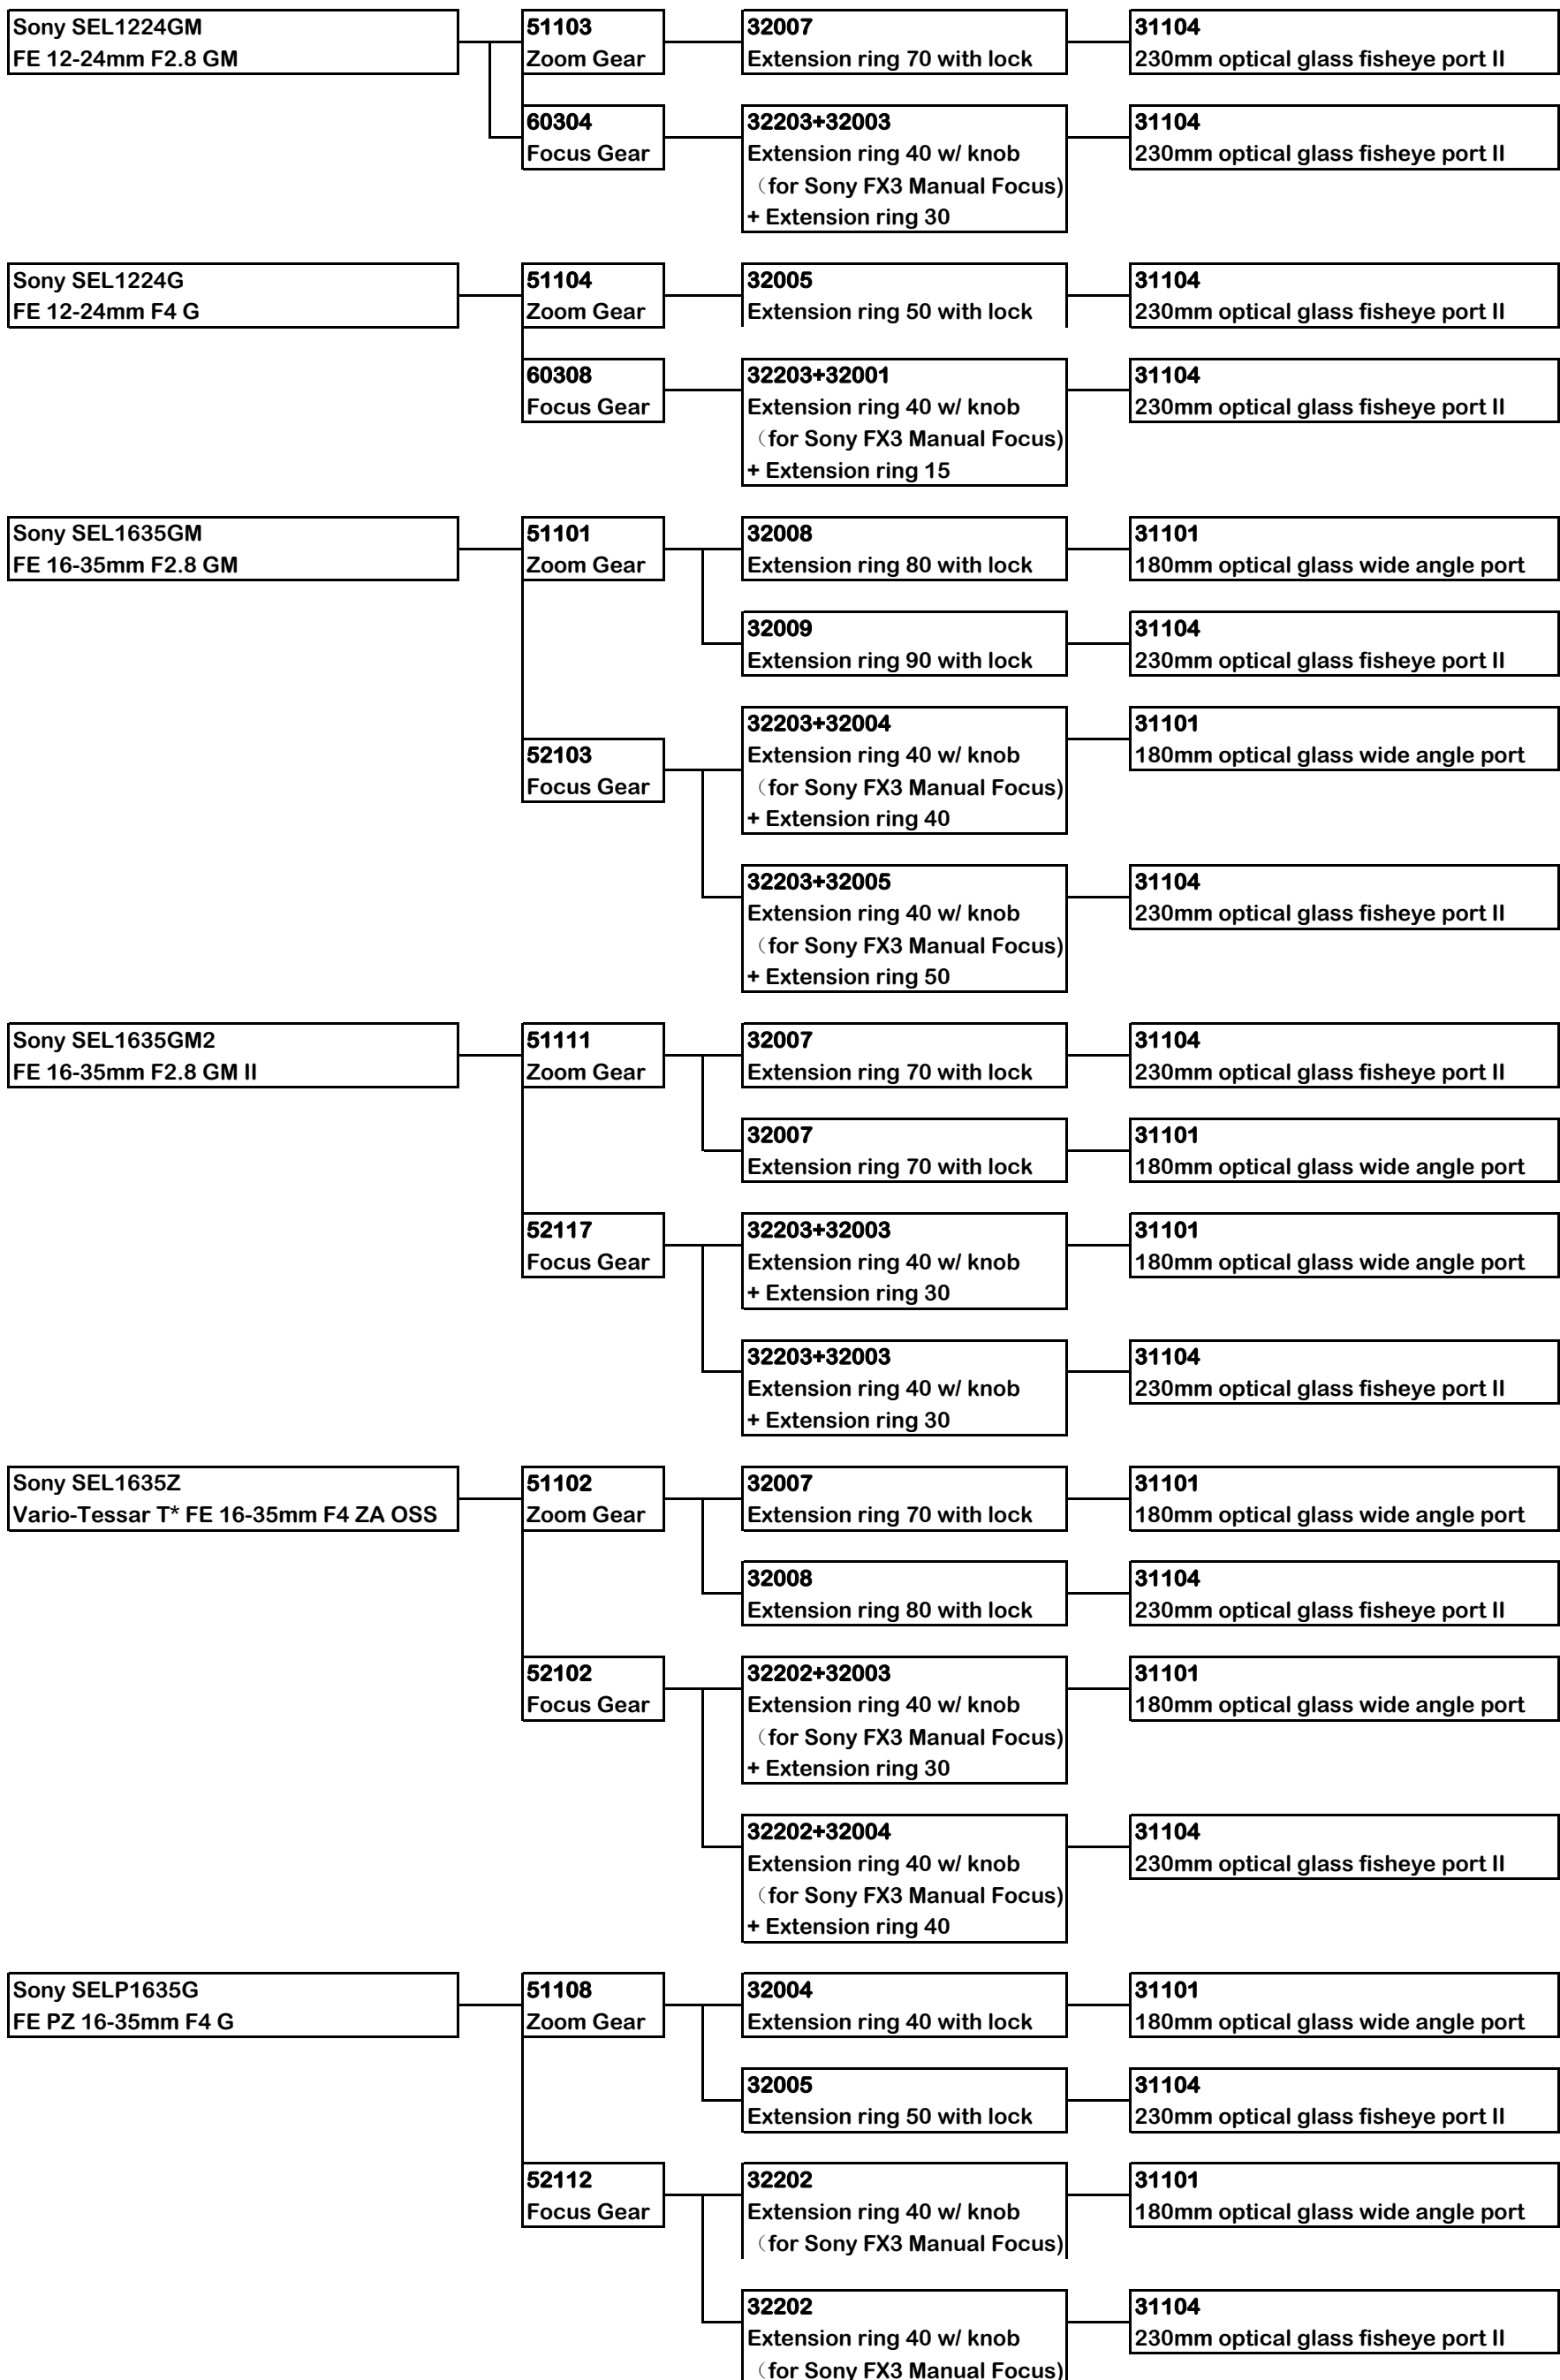 Sony SEL1224GM
FE 12-24mm F2.8 GM
51103
Zoom Gear
32007
Extension ring 70 with lock
31104
230mm optical glass fisheye port II
60304
Focus Gear
32203+32003
Extension ring 40 w/ knob
（for Sony FX3 Manual Focus)
+ Extension ring 30
31104
230mm optical glass fisheye port II
Sony SEL1224G
FE 12-24mm F4 G
51104
Zoom Gear
32005
Extension ring 50 with lock
31104
230mm optical glass fisheye port II
60308
Focus Gear
32203+32001
Extension ring 40 w/ knob
（for Sony FX3 Manual Focus)
+ Extension ring 15
31104
230mm optical glass fisheye port II
Sony SEL1635GM
FE 16-35mm F2.8 GM
51101
Zoom Gear
32008
Extension ring 80 with lock
31101
180mm optical glass wide angle port
32009
Extension ring 90 with lock
31104
230mm optical glass fisheye port II
52103
Focus Gear
32203+32004
Extension ring 40 w/ knob
（for Sony FX3 Manual Focus)
+ Extension ring 40
31101
180mm optical glass wide angle port
32203+32005
Extension ring 40 w/ knob
（for Sony FX3 Manual Focus)
+ Extension ring 50
31104
230mm optical glass fisheye port II
Sony SEL1635GM2
FE 16-35mm F2.8 GM II
51111
Zoom Gear
32007
Extension ring 70 with lock
31104
230mm optical glass fisheye port II
32007
Extension ring 70 with lock
31101
180mm optical glass wide angle port
52117
Focus Gear
32203+32003
Extension ring 40 w/ knob
+ Extension ring 30
31101
180mm optical glass wide angle port
32203+32003
Extension ring 40 w/ knob
+ Extension ring 30
31104
230mm optical glass fisheye port II
Sony SEL1635Z
Vario-Tessar T* FE 16-35mm F4 ZA OSS
51102
Zoom Gear
32007
Extension ring 70 with lock
31101
180mm optical glass wide angle port
32008
Extension ring 80 with lock
31104
230mm optical glass fisheye port II
52102
Focus Gear
32202+32003
Extension ring 40 w/ knob
（for Sony FX3 Manual Focus)
+ Extension ring 30
31101
180mm optical glass wide angle port
32202+32004
Extension ring 40 w/ knob
（for Sony FX3 Manual Focus)
+ Extension ring 40
31104
230mm optical glass fisheye port II
Sony SELP1635G
FE PZ 16-35mm F4 G
51108
Zoom Gear
32004
Extension ring 40 with lock
31101
180mm optical glass wide angle port
32005
Extension ring 50 with lock
31104
230mm optical glass fisheye port II
52112
Focus Gear
32202
Extension ring 40 w/ knob
（for Sony FX3 Manual Focus)
31101
180mm optical glass wide angle port
32202
Extension ring 40 w/ knob
（for Sony FX3 Manual Focus)
31104
230mm optical glass fisheye port II